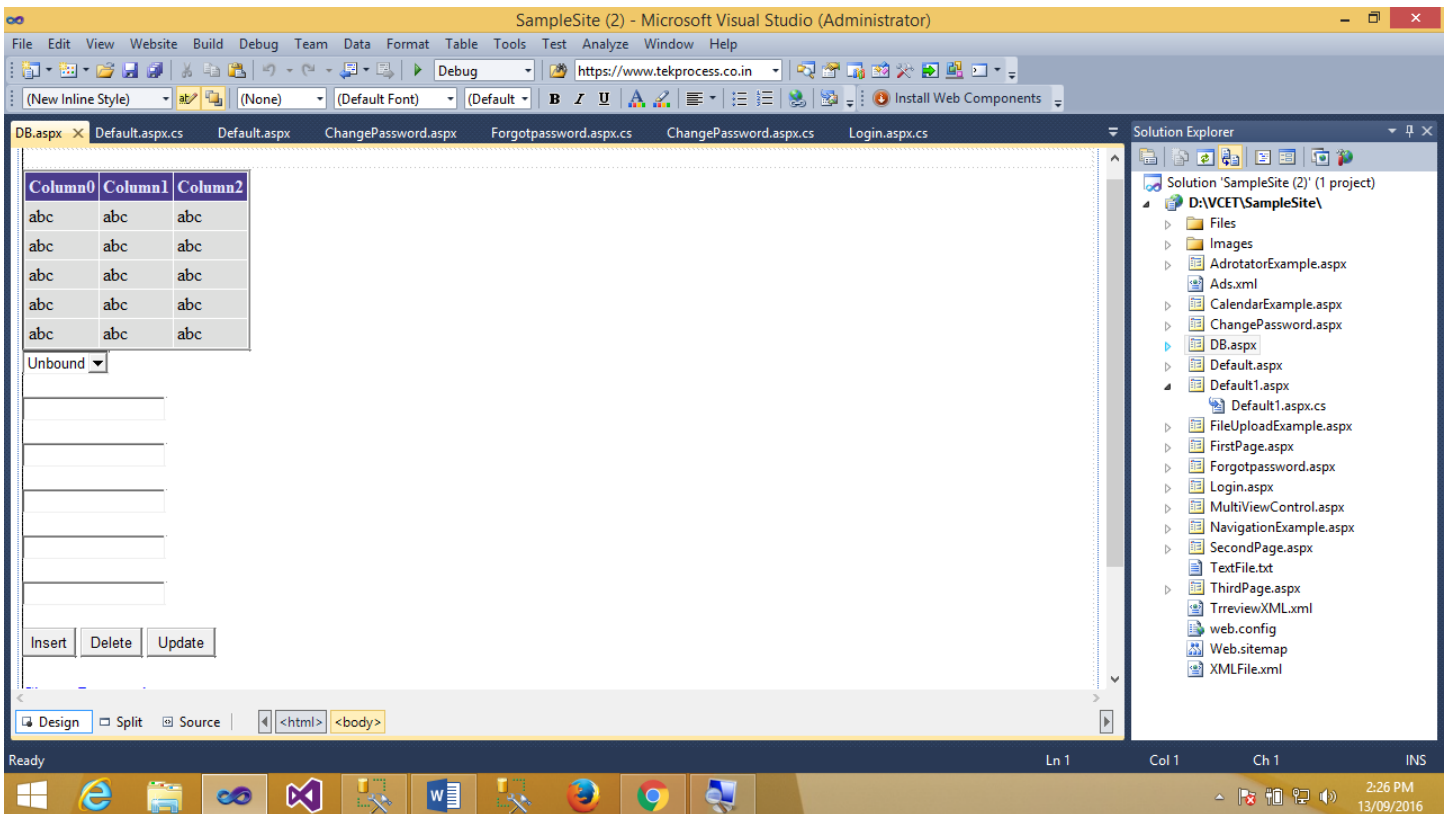 SampleSite (2) - Microsoft Visual Studio (Administrator)
File Edit View Website Build Debug Team Data Format Table Tools Test Analyze Window Help
Debug https://www.tekprocess.co.in
(New Inline Style) (None) (Default Font) (Default B I U A Install Web Components
DB.aspx Default.aspx.cs Default.aspx ChangePassword.aspx Forgotpassword.aspx.cs ChangePassword.aspx.cs Login.aspx.cs
Column0 Column1 Column2
abc abc abc
abc abc abc
abc abc abc
abc abc abc
abc abc abc
Unbound
Insert Delete Update
Design Split Source <html> <body>
Solution Explorer
Solution 'SampleSite (2)' (1 project)
D:\VCET\SampleSite\
Files
Images
AdrotatorExample.aspx
Ads.xml
CalendarExample.aspx
ChangePassword.aspx
DB.aspx
Default.aspx
Default1.aspx
Default1.aspx.cs
FileUploadExample.aspx
FirstPage.aspx
Forgotpassword.aspx
Login.aspx
MultiViewControl.aspx
NavigationExample.aspx
SecondPage.aspx
TextFile.txt
ThirdPage.aspx
TrreviewXML.xml
web.config
Web.sitemap
XMLFile.xml
Ready Ln 1 Col 1 Ch 1 INS
2:26 PM
13/09/2016